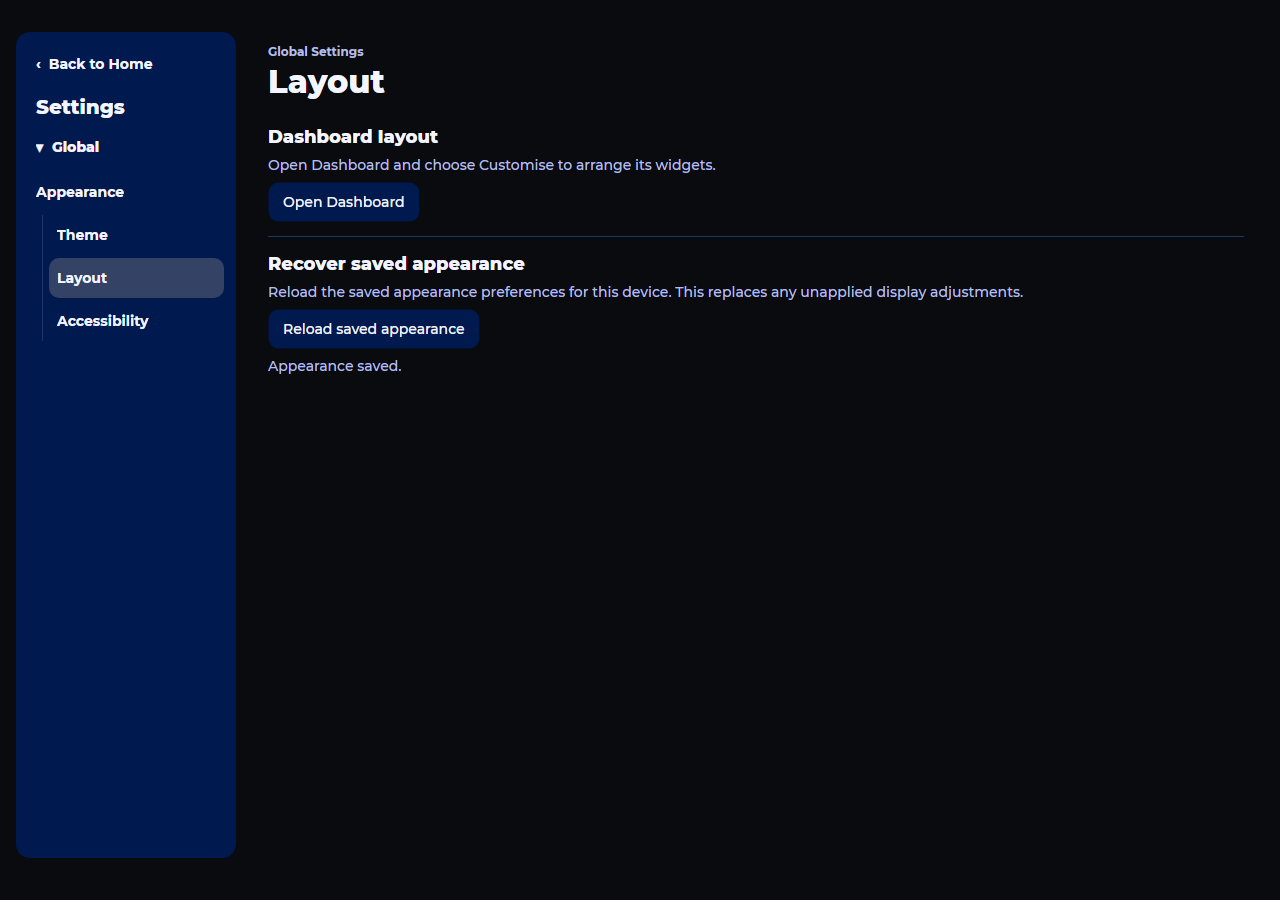 ‹ Back to Home
Settings
▾ Global
Appearance
Theme
Layout
Accessibility
Global Settings
Layout
Dashboard layout
Open Dashboard and choose Customise to arrange its widgets.
Open Dashboard
Recover saved appearance
Reload the saved appearance preferences for this device. This replaces any unapplied display adjustments.
Reload saved appearance
Appearance saved.